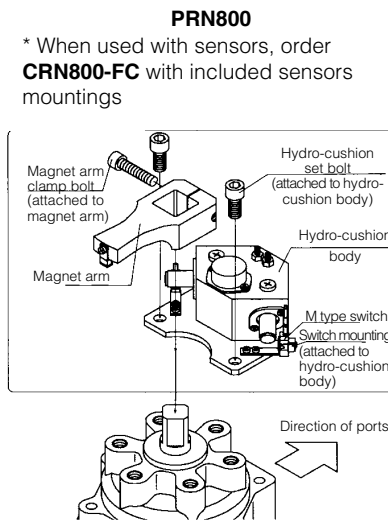 PRN800
* When used with sensors, order
CRN800-FC with included sensors
mountings
Magnet arm
clamp bolt
(attached to
magnet arm)
Hydro-cushion
set bolt
(attached to hydro-
cushion body)
Hydro-cushion
body
Magnet arm
M type switch
Switch mounting
(attached to
hydro-cushion
body)
Direction of ports